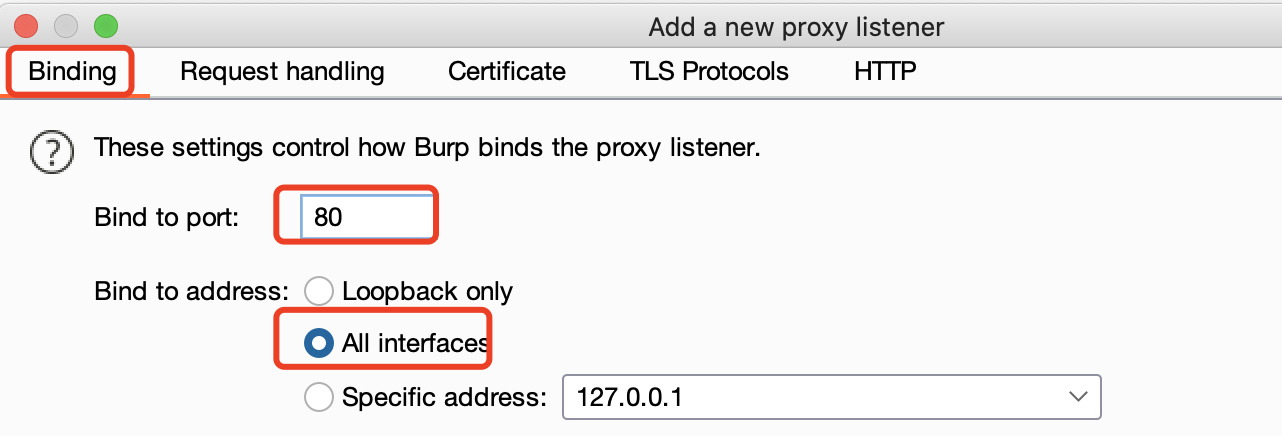 Add a new proxy listener
Binding Request handling Certificate TLS Protocols HTTP
? These settings control how Burp binds the proxy listener.
Bind to port: 80
Bind to address: Loopback only
All interfaces
Specific address: 127.0.0.1